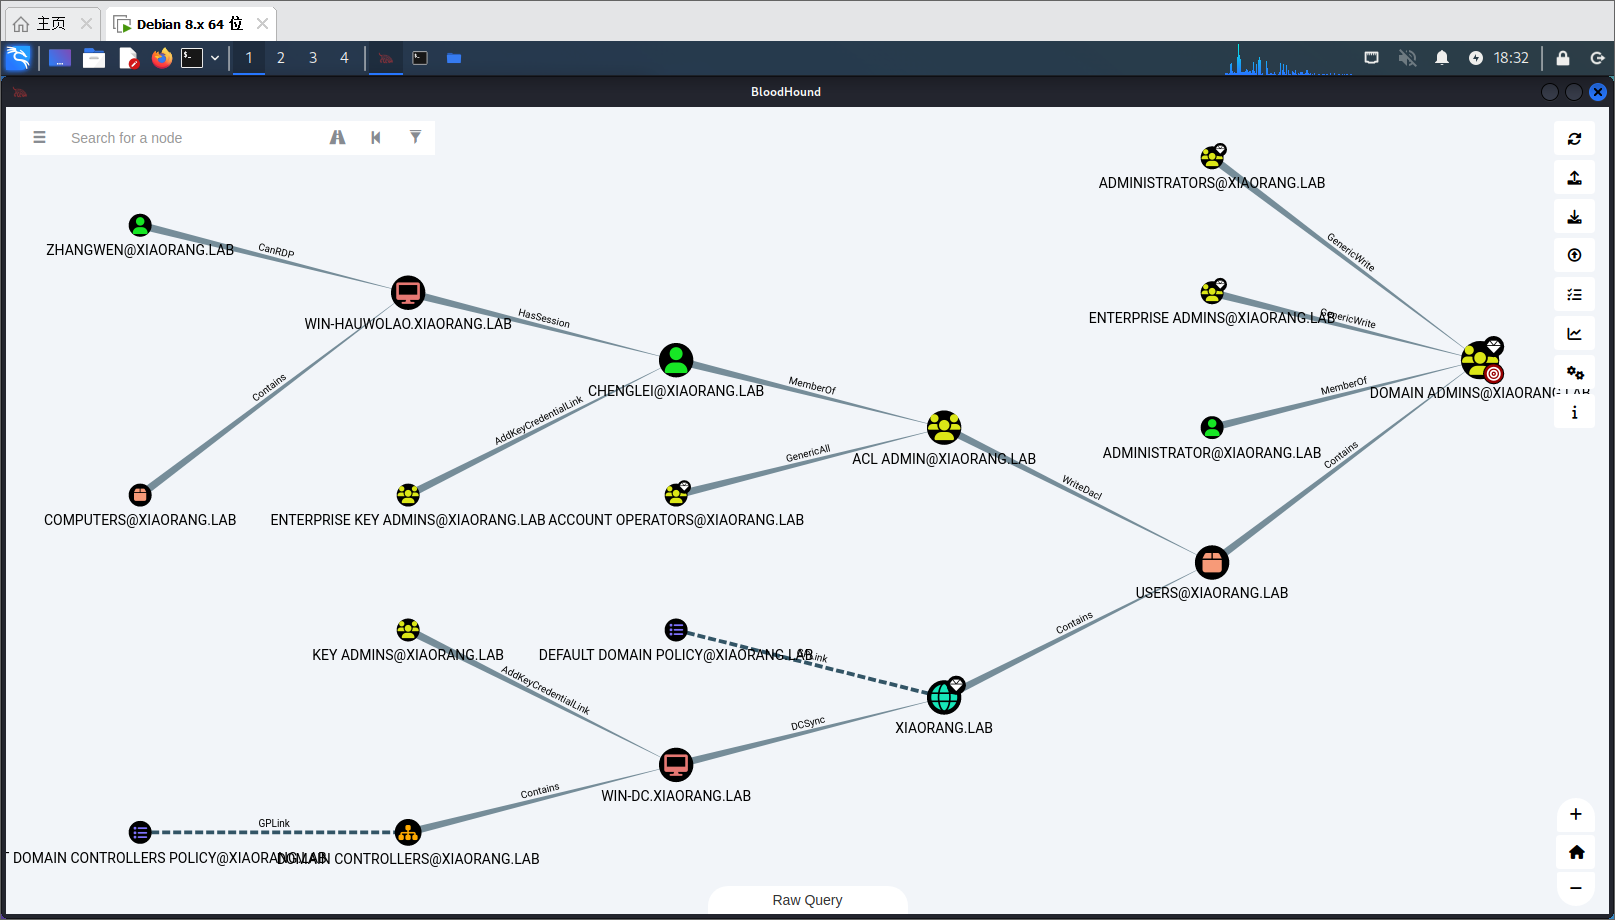 主页
Debian 8.x 64 位
1 2 3 4
18:32
BloodHound
Search for a node
ADMINISTRATORS@XIAORANG.LAB
ZHANGWEN@XIAORANG.LAB
CanRDP
GenericWrite
WIN-HAUWOLAO.XIAORANG.LAB
HasSession
ENTERPRISE ADMINS@XIAORANG.LAB
GenericWrite
Contains
CHENGLEI@XIAORANG.LAB
MemberOf
MemberOf
DOMAIN ADMINS@XIAORANG.LAB
AddKeyCredentialLink
GenericAll
ACL ADMIN@XIAORANG.LAB
ADMINISTRATOR@XIAORANG.LAB
Contains
WriteDacl
COMPUTERS@XIAORANG.LAB
ENTERPRISE KEY ADMINS@XIAORANG.LAB
ACCOUNT OPERATORS@XIAORANG.LAB
USERS@XIAORANG.LAB
Contains
KEY ADMINS@XIAORANG.LAB
DEFAULT DOMAIN POLICY@XIAORANG.LAB
AddKeyCredentialLink
DCSync
XIAORANG.LAB
WIN-DC.XIAORANG.LAB
Contains
GPLink
T DOMAIN CONTROLLERS POLICY@XIAORANG.LAB
DOMAIN CONTROLLERS@XIAORANG.LAB
Raw Query